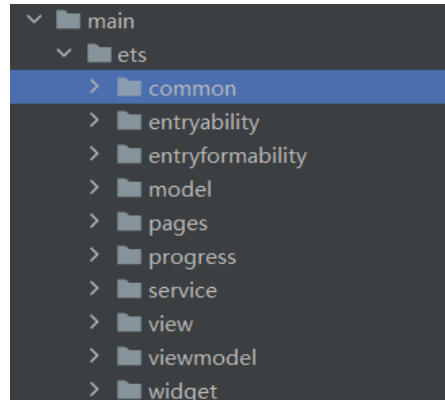 main
ets
common
entryability
entryformability
model
pages
progress
service
view
viewmodel
widget